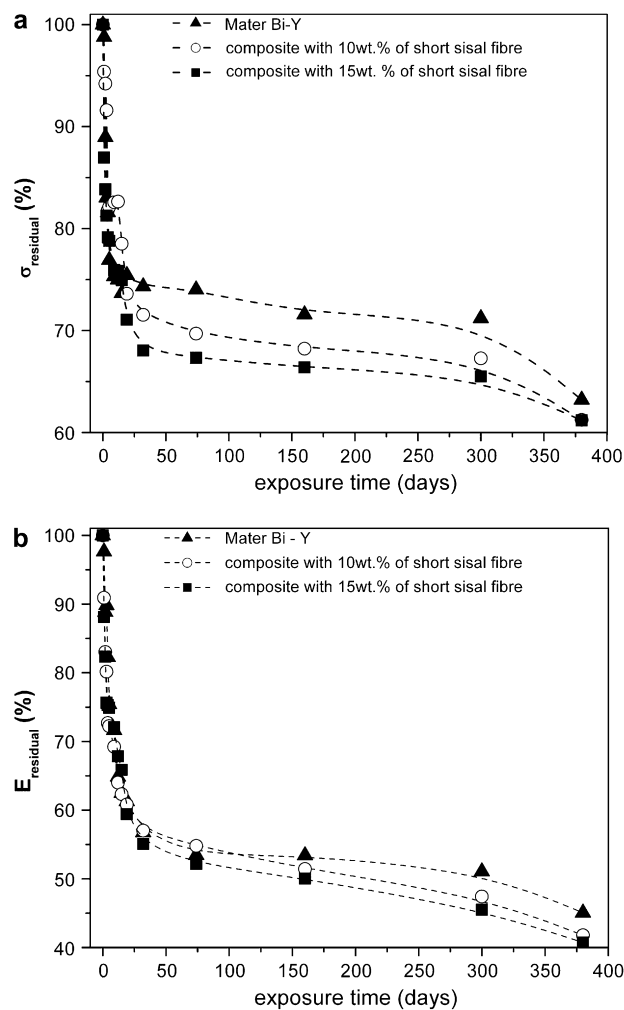 a
Mater Bi-Y
composite with 10wt.% of short sisal fibre
composite with 15wt. % of short sisal fibre
100
90
80
70
60
σresidual (%)
0 50 100 150 200 250 300 350 400
exposure time (days)
b
Mater Bi - Y
composite with 10wt.% of short sisal fibre
composite with 15wt.% of short sisal fibre
100
90
80
70
60
50
40
Eresidual (%)
0 50 100 150 200 250 300 350 400
exposure time (days)